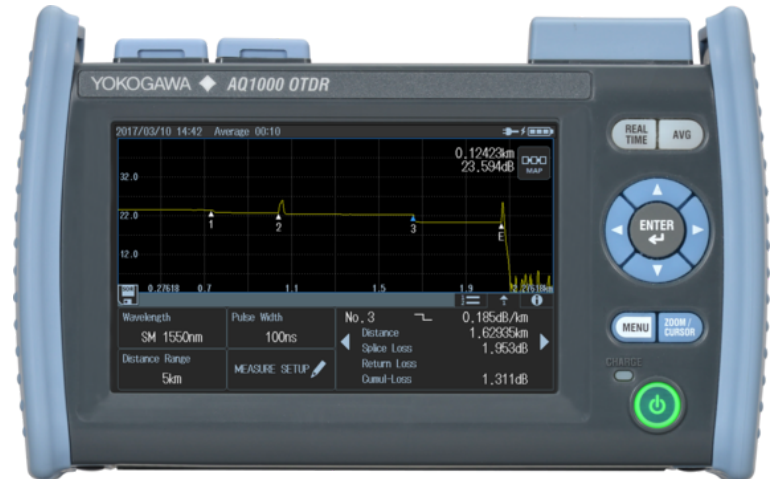 YOKOGAWA ◆ AQ1000 OTDR
2017/03/10 14:42 Average 00:10
0.12423km
23.594dB
MAP
32.0
22.0
12.0
1
2
3
E
0.27618 0.7 1.1 1.5 1.9
Wavelength
SM 1550nm
Pulse Width
100ns
Distance Range
5km
MEASURE SETUP
No.3 0.185dB/km
Distance 1.62935km
Splice Loss 1.953dB
Return Loss
Cumul-Loss 1.311dB
REAL TIME
AVG
ENTER
MENU
ZOOM/ CURSOR
CHARGE